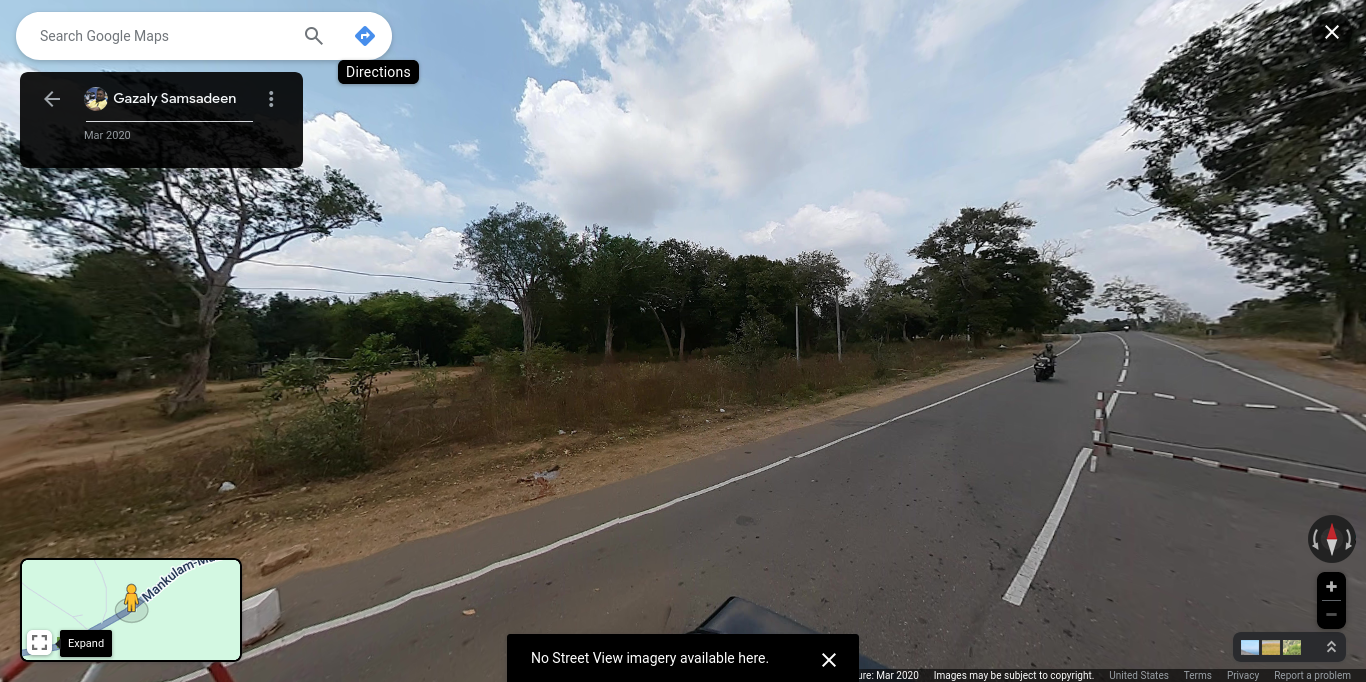 Search Google Maps
Directions
Gazaly Samsadeen
Mar 2020
Mankulam-M
Expand
No Street View imagery available here.
ure: Mar 2020 Images may be subject to copyright. United States Terms Privacy Report a problem